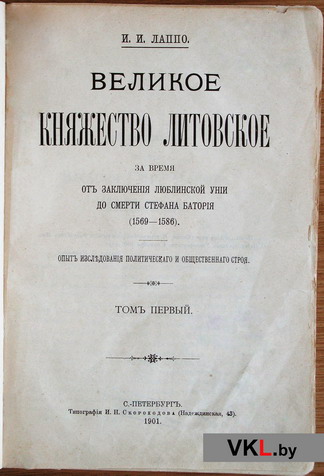 И. И. ЛАППО.
ВЕЛИКОЕ
КНЯЖЕСТВО ЛИТОВСКОЕ
ЗА ВРЕМЯ
ОТЪ ЗАКЛЮЧЕНІЯ ЛЮБЛИНСКОЙ УНІИ
ДО СМЕРТИ СТЕФАНА БАТОРІЯ
(1569—1586).
ОПЫТЪ ИЗСЛѢДОВАНІЯ ПОЛИТИЧЕСКАГО И ОБЩЕСТВЕННАГО СТРОЯ.
ТОМЪ ПЕРВЫЙ.
С.-ПЕТЕРБУРГЪ.
Типографія И. Н. Скороходова (Надеждинская, 43).
1901.
VKL.by